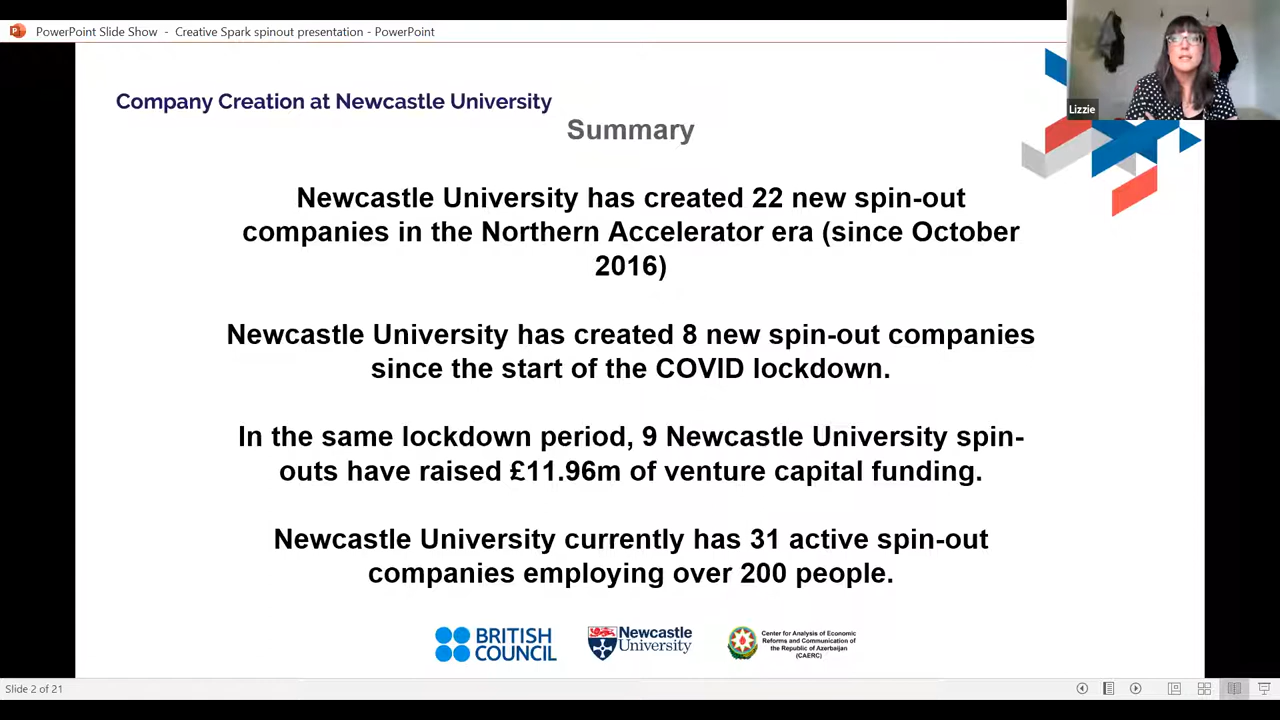 PowerPoint Slide Show - Creative Spark spinout presentation - PowerPoint
Lizzie
Company Creation at Newcastle University
Summary
Newcastle University has created 22 new spin-out
companies in the Northern Accelerator era (since October
2016)
Newcastle University has created 8 new spin-out companies
since the start of the COVID lockdown.
In the same lockdown period, 9 Newcastle University spin-
outs have raised £11.96m of venture capital funding.
Newcastle University currently has 31 active spin-out
companies employing over 200 people.
BRITISH
COUNCIL
Newcastle
University
Center for Analysis of Economic
Reforms and Communication of
the Republic of Azerbaijan
(CAERC)
Slide 2 of 21